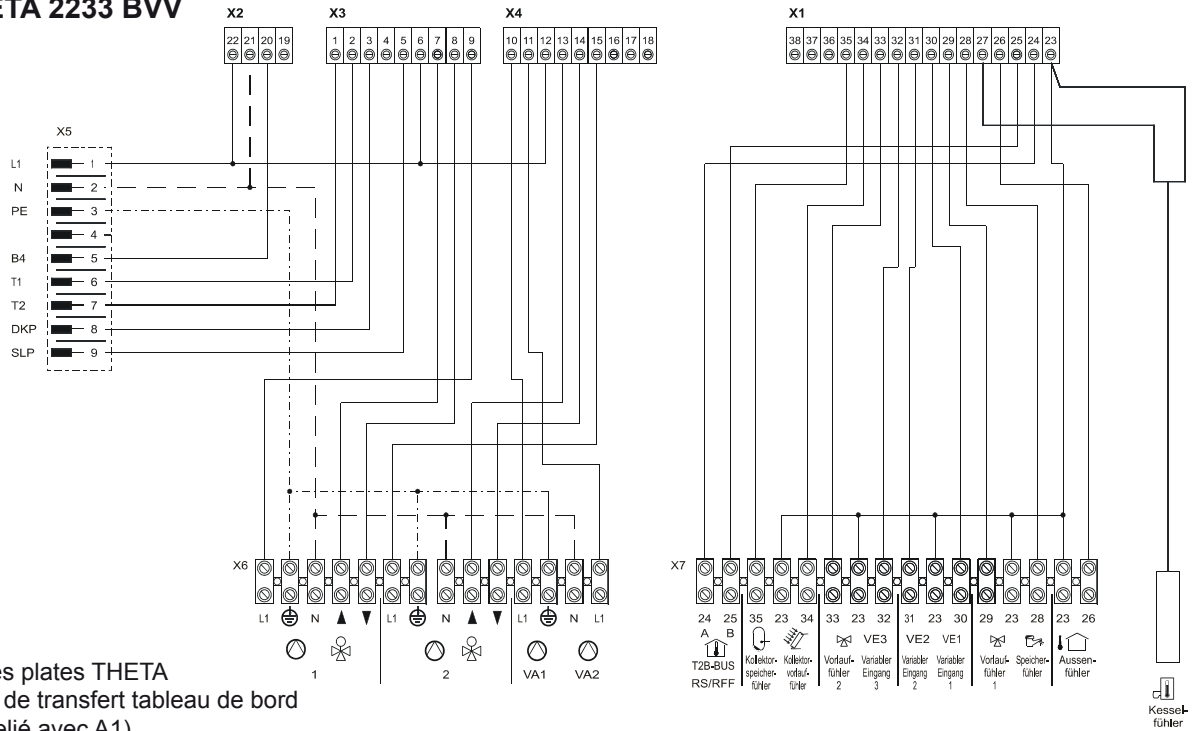 ETA 2233 BVV
X2 X3 X4 X1
22 21 20 19 1 2 3 4 5 6 7 8 9 10 11 12 13 14 15 16 17 18 38 37 36 35 34 33 32 31 30 29 28 27 26 25 24 23
X5
L1 1
N 2
PE 3
4
B4 5
T1 6
T2 7
DKP 8
SLP 9
X6 X7
L1 N L1 N L1 N L1
1 2 VA1 VA2
24 25 35 23 34 33 23 32 31 23 30 29 23 28 23 26
A B VE3 VE2 VE1
T2B-BUS
RS/RFF
Kollektor-
speicher-
fühler
Kollektor-
vorlauf-
fühler
Vorlauf-
fühler
2
Variabler
Eingang
3
Variabler
Eingang
2
Variabler
Eingang
1
Vorlauf-
fühler
1
Speicher-
fühler
Aussen-
fühler
Kessel-
fühler
es plates THETA
de transfert tableau de bord
elié avec A1)